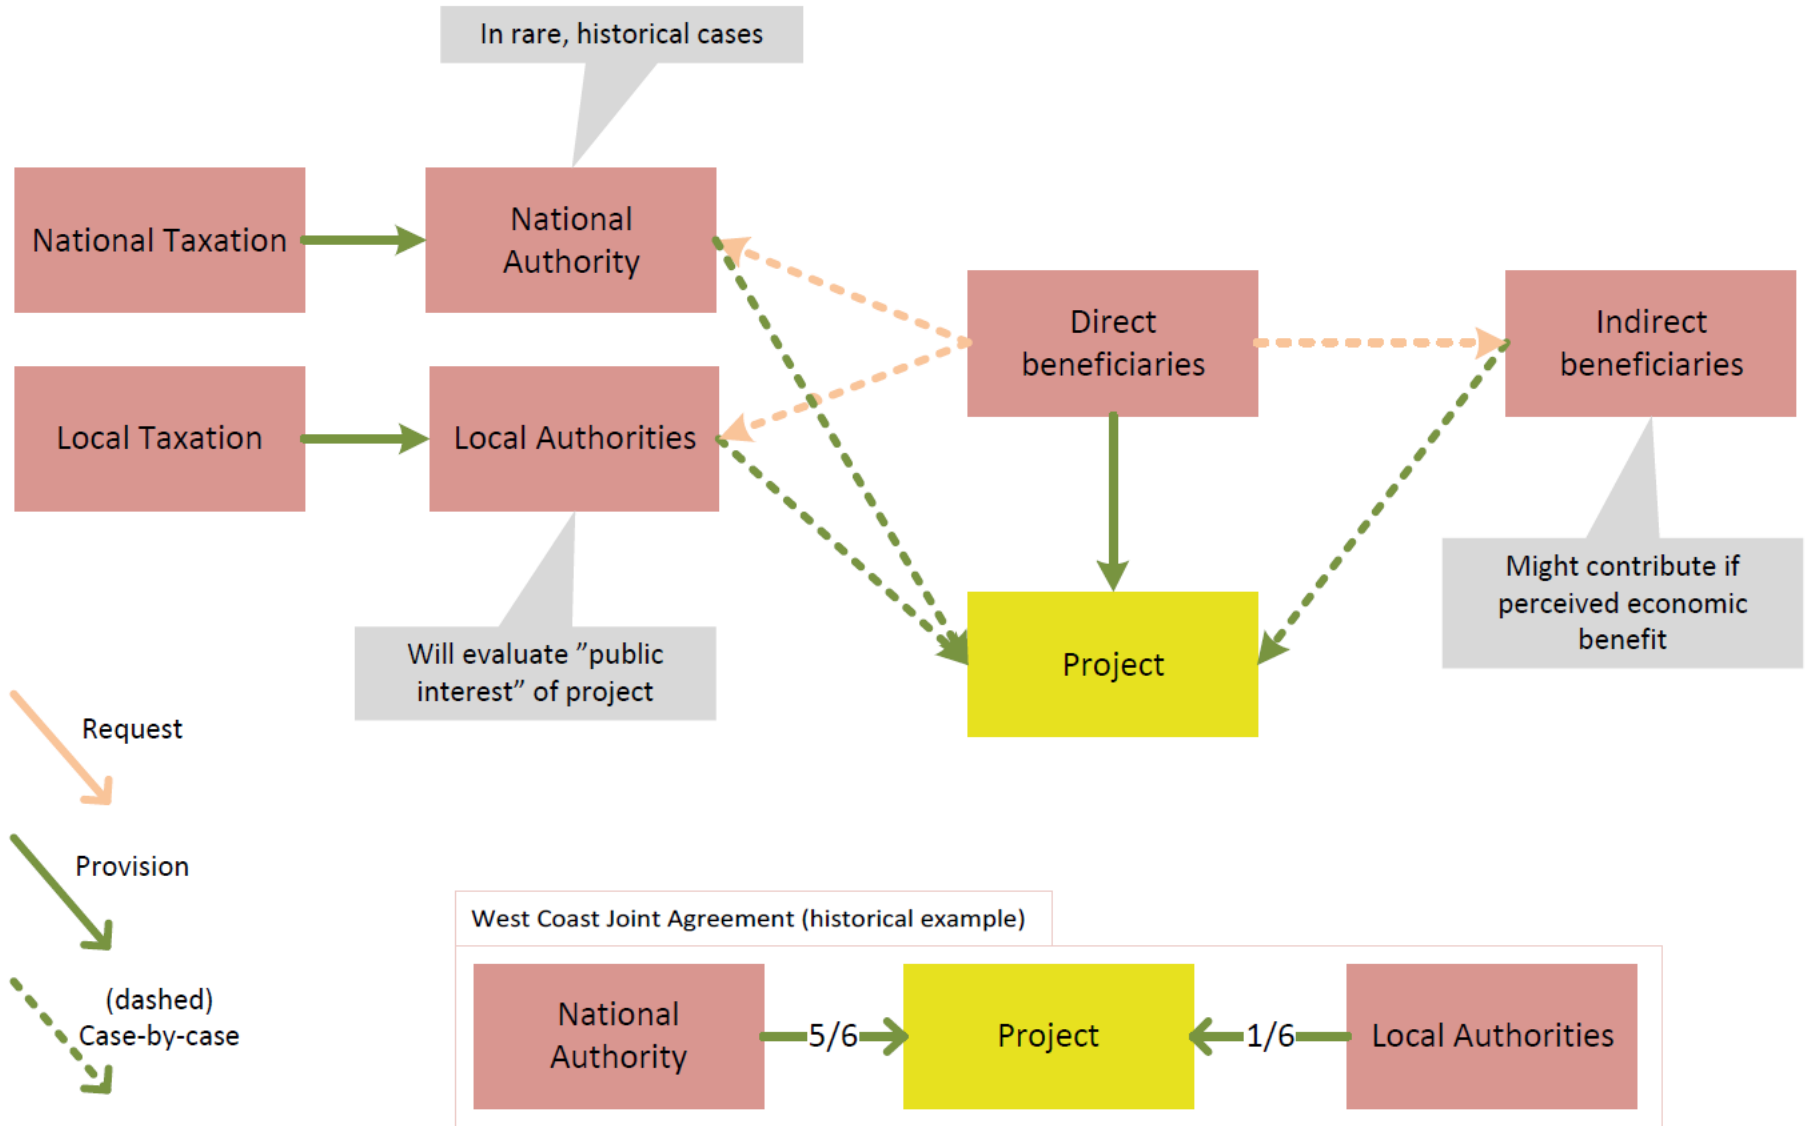 In rare, historical cases
National Taxation
National
Authority
Direct
beneficiaries
Indirect
beneficiaries
Local Taxation
Local Authorities
Might contribute if
perceived economic
benefit
Will evaluate ”public
interest” of project
Project
Request
Provision
(dashed)
Case-by-case
West Coast Joint Agreement (historical example)
National
Authority
5/6
Project
1/6
Local Authorities